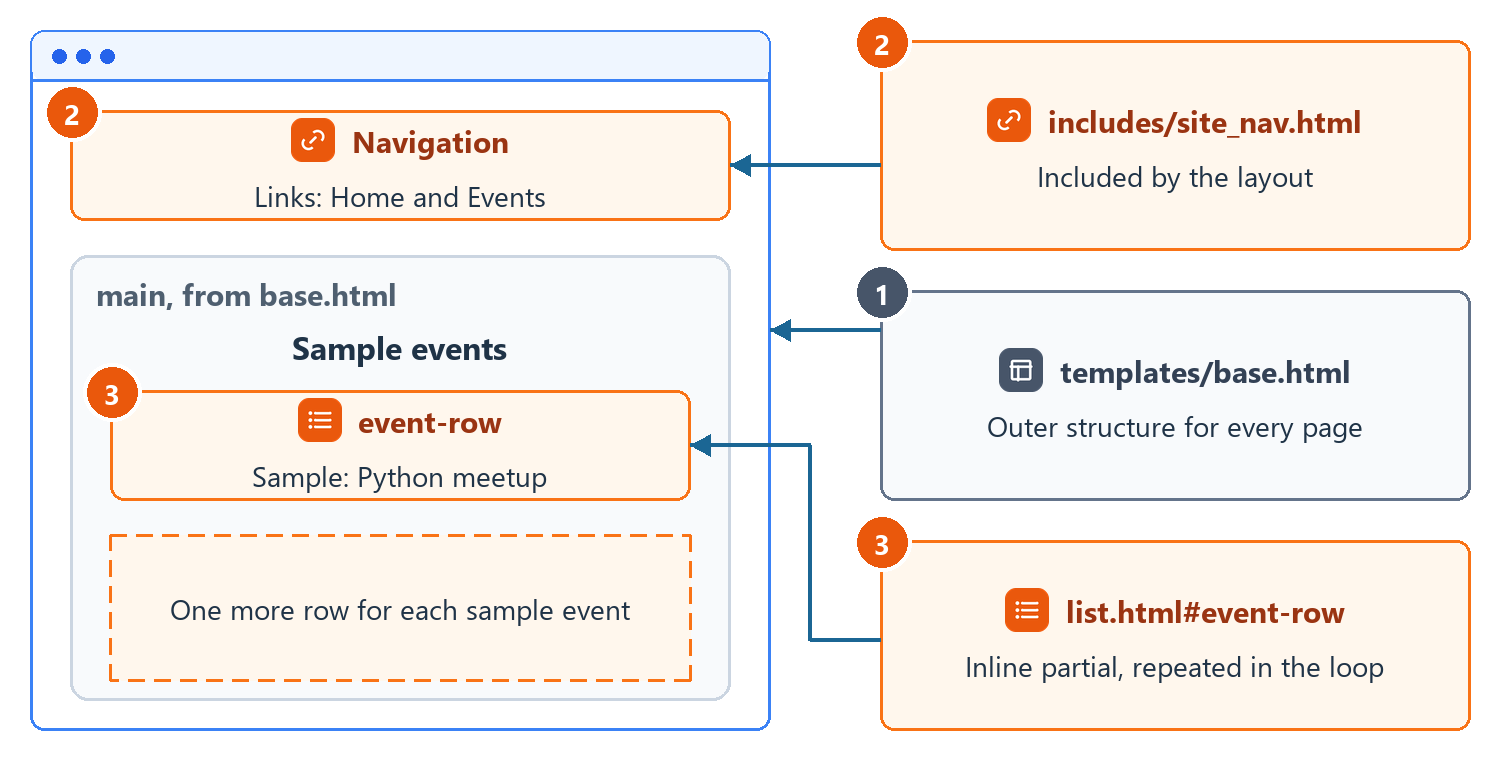 2
Navigation
Links: Home and Events
main, from base.html
Sample events
3
event-row
Sample: Python meetup
One more row for each sample event
2
includes/site_nav.html
Included by the layout
1
templates/base.html
Outer structure for every page
3
list.html#event-row
Inline partial, repeated in the loop